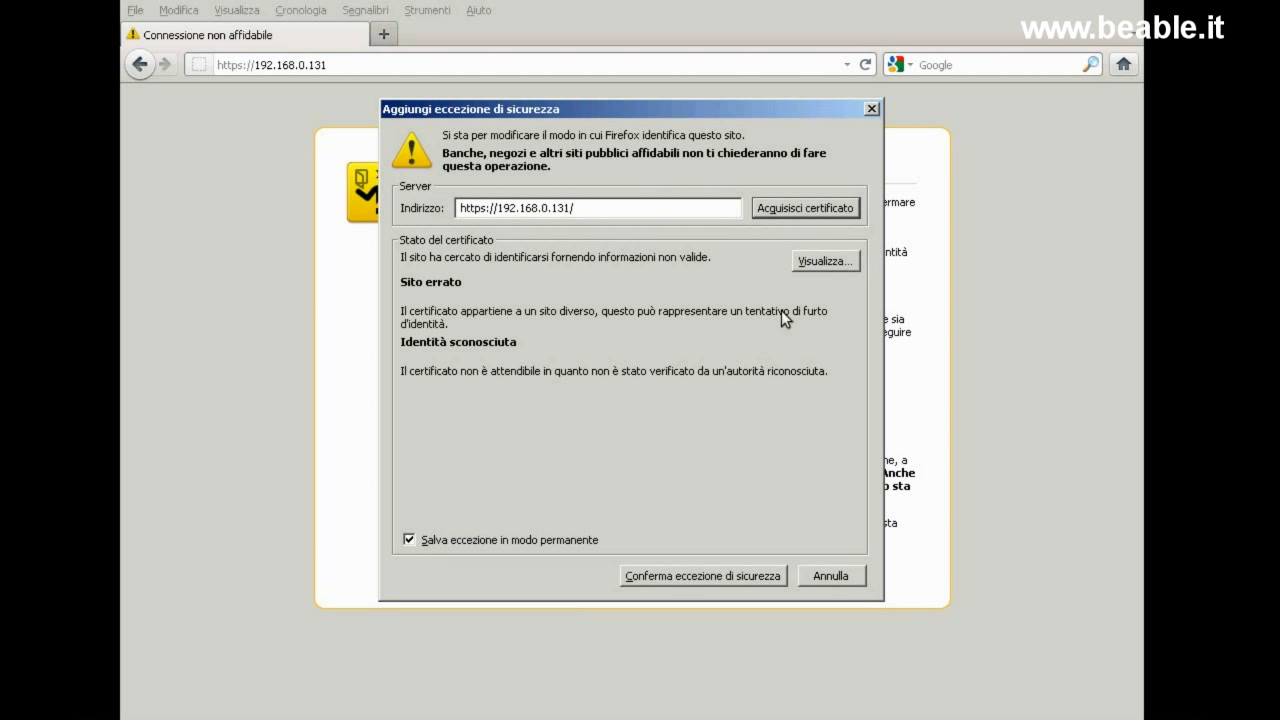 File Modifica Visualizza Cronologia Segnalibri Strumenti Aiuto
www.beable.it
Connessione non affidabile
https://192.168.0.131
Google
Aggiungi eccezione di sicurezza
Si sta per modificare il modo in cui Firefox identifica questo sito.
Banche, negozi e altri siti pubblici affidabili non ti chiederanno di fare
questa operazione.
Server
Indirizzo: https://192.168.0.131/ Acquisisci certificato
Stato del certificato
Il sito ha cercato di identificarsi fornendo informazioni non valide.
Visualizza...
Sito errato
Il certificato appartiene a un sito diverso, questo può rappresentare un tentativo di furto
d'identità.
Identità sconosciuta
Il certificato non è attendibile in quanto non è stato verificato da un'autorità riconosciuta.
Salva eccezione in modo permanente
Conferma eccezione di sicurezza Annulla
sia
Anche
sta